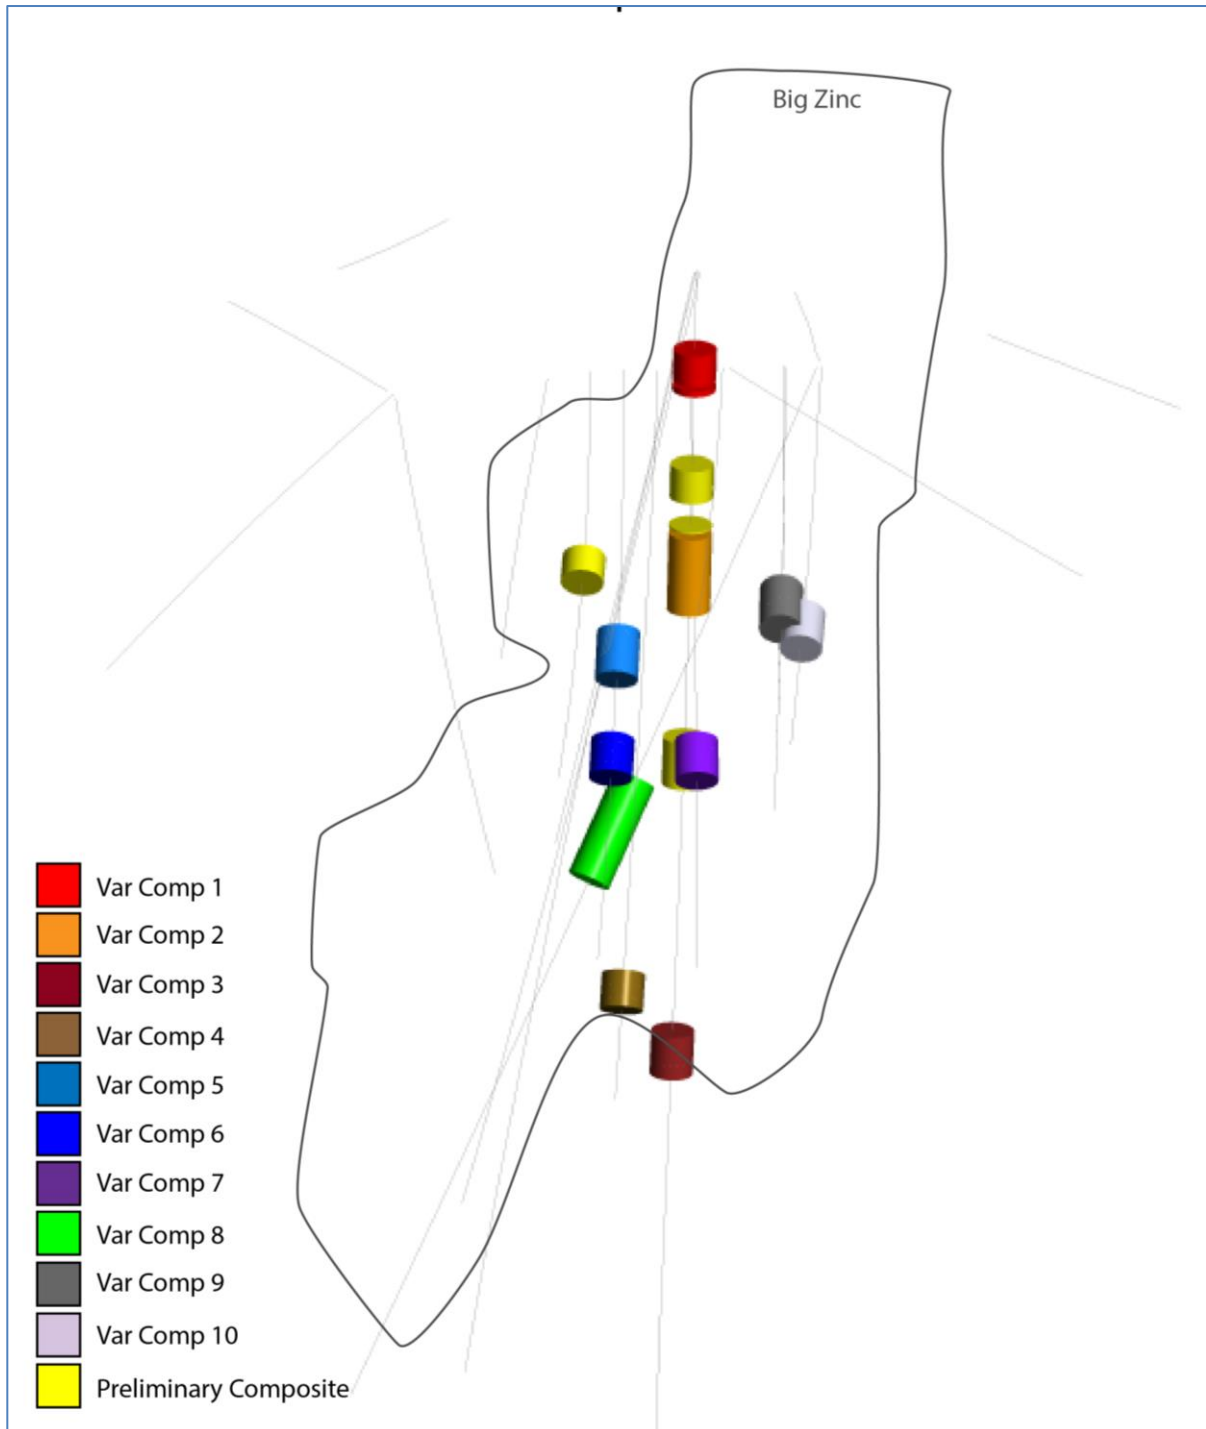 Big Zinc
Var Comp 1
Var Comp 2
Var Comp 3
Var Comp 4
Var Comp 5
Var Comp 6
Var Comp 7
Var Comp 8
Var Comp 9
Var Comp 10
Preliminary Composite